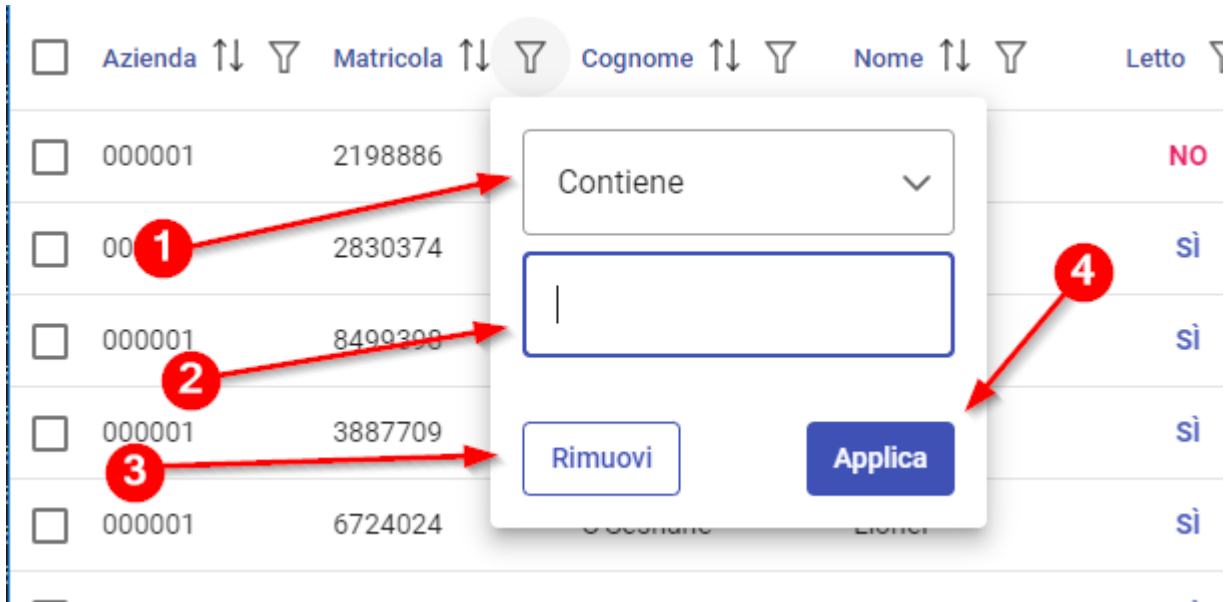 Azienda Matricola Cognome Nome Letto
000001 2198886 NO
Contiene
1
00 2830374 SÌ
4
000001 8499398 SÌ
2
000001 3887709 SÌ
Rimuovi Applica
3
000001 6724024 SÌ